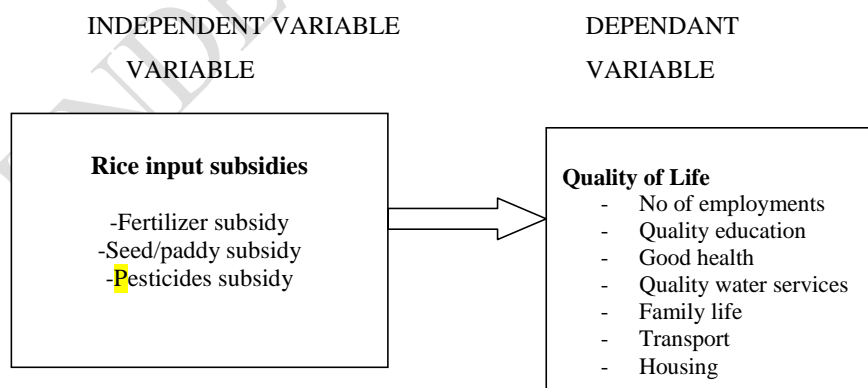 INDEPENDENT VARIABLE
VARIABLE
DEPENDANT
VARIABLE
Rice input subsidies
-Fertilizer subsidy
-Seed/paddy subsidy
-Pesticides subsidy
Quality of Life
- No of employments
- Quality education
- Good health
- Quality water services
- Family life
- Transport
- Housing